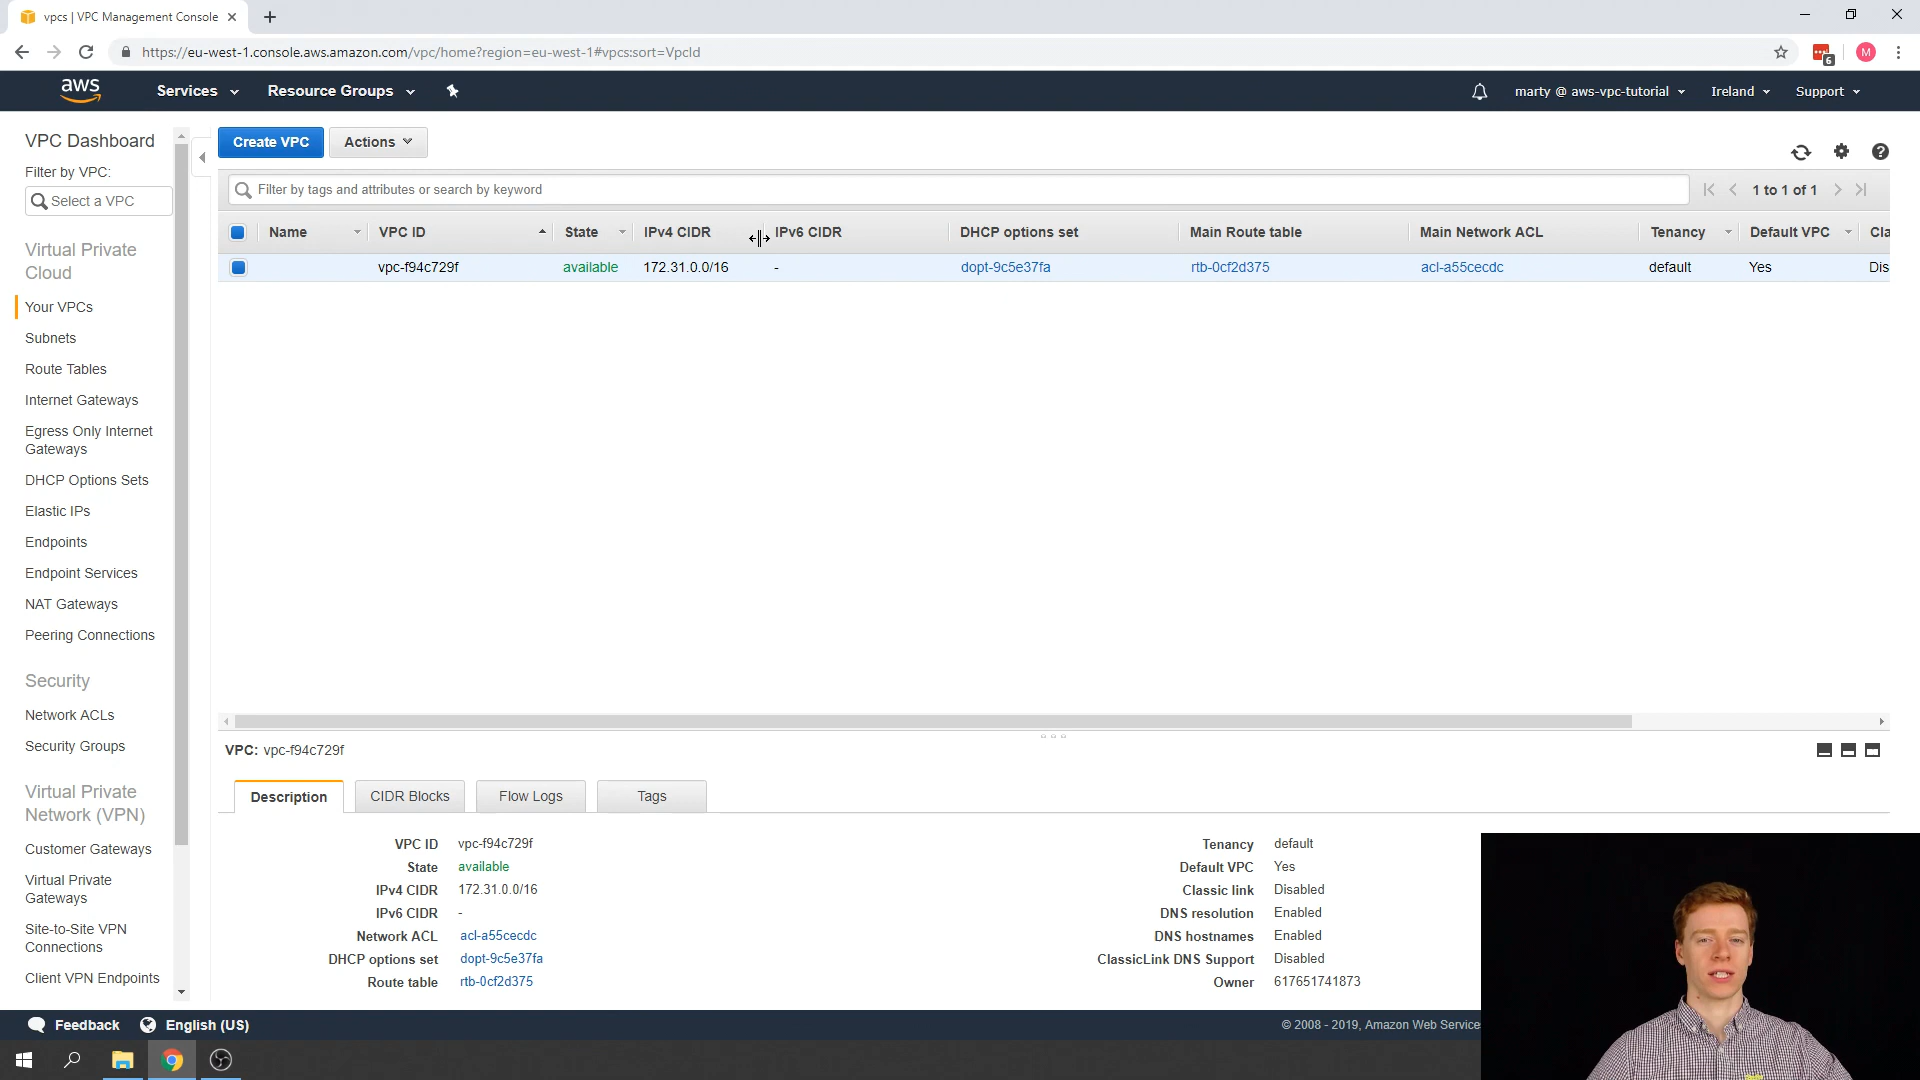 vpcs | VPC Management Console
https://eu-west-1.console.aws.amazon.com/vpc/home?region=eu-west-1#vpcs:sort=VpcId
6
M
aws
Services
Resource Groups
marty @ aws-vpc-tutorial
Ireland
Support
VPC Dashboard
Filter by VPC:
Select a VPC
Virtual Private
Cloud
Your VPCs
Subnets
Route Tables
Internet Gateways
Egress Only Internet
Gateways
DHCP Options Sets
Elastic IPs
Endpoints
Endpoint Services
NAT Gateways
Peering Connections
Security
Network ACLs
Security Groups
Virtual Private
Network (VPN)
Customer Gateways
Virtual Private
Gateways
Site-to-Site VPN
Connections
Client VPN Endpoints
Create VPC
Actions
Filter by tags and attributes or search by keyword
1 to 1 of 1
Name VPC ID State IPv4 CIDR IPv6 CIDR DHCP options set Main Route table Main Network ACL Tenancy Default VPC Cla
vpc-f94c729f available 172.31.0.0/16 - dopt-9c5e37fa rtb-0cf2d375 acl-a55cecdc default Yes Dis
VPC: vpc-f94c729f
Description CIDR Blocks Flow Logs Tags
VPC ID vpc-f94c729f
State available
IPv4 CIDR 172.31.0.0/16
IPv6 CIDR -
Network ACL acl-a55cecdc
DHCP options set dopt-9c5e37fa
Route table rtb-0cf2d375
Tenancy default
Default VPC Yes
Classic link Disabled
DNS resolution Enabled
DNS hostnames Enabled
ClassicLink DNS Support Disabled
Owner 617651741873
Feedback English (US)
© 2008 - 2019, Amazon Web Service